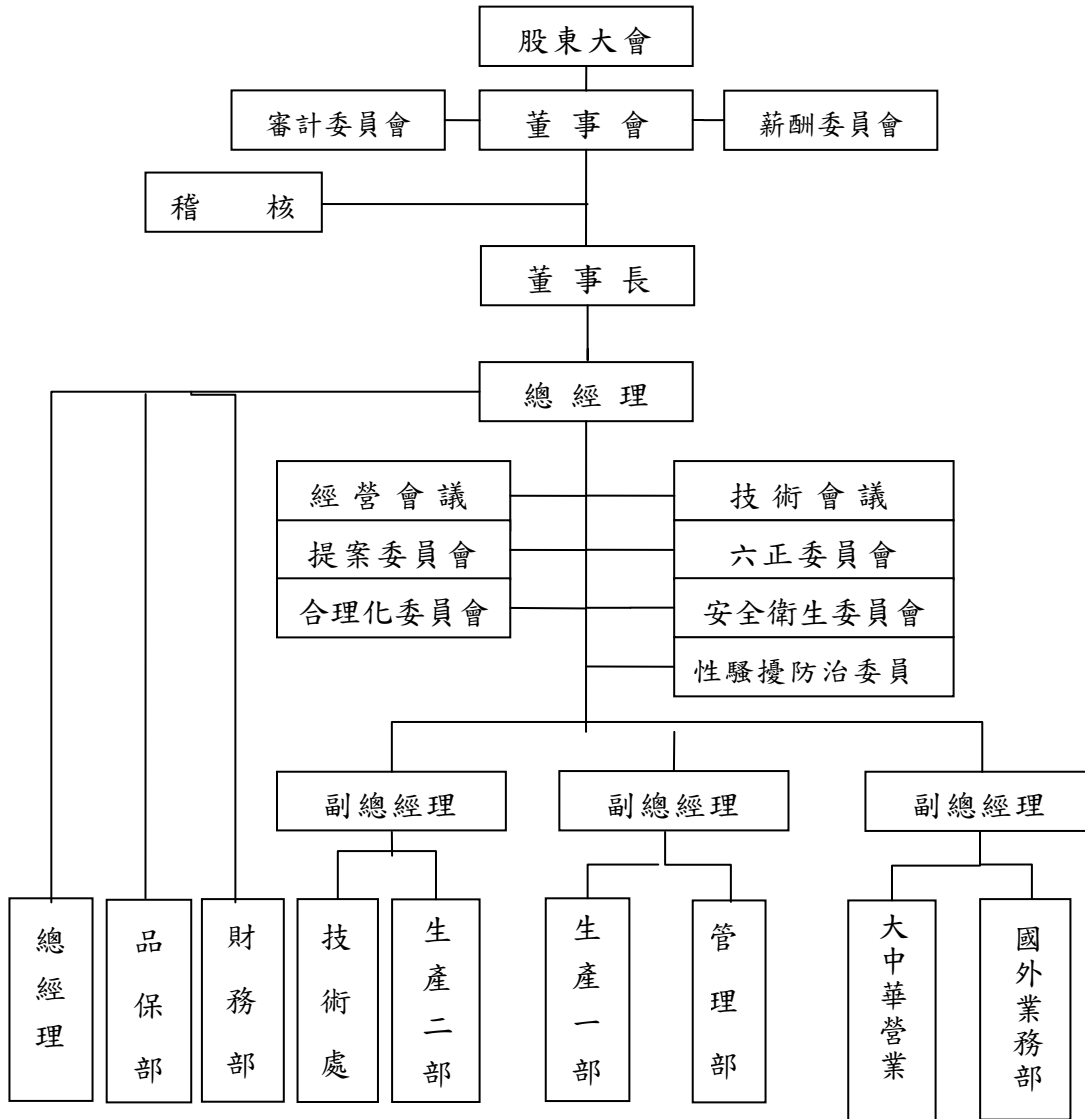 股東大會
審計委員會
董事會
薪酬委員會
稽核
董事長
總經理
經營會議
技術會議
提案委員會
六正委員會
合理化委員會
安全衛生委員會
性騷擾防治委員
副總經理
副總經理
副總經理
總經理
品保部
財務部
技術處
生產二部
生產一部
管理部
大中華營業
國外業務部